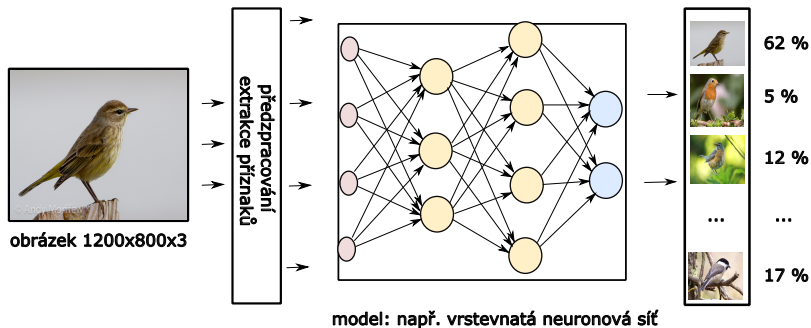 obrázek 1200x800x3
předzpracování
extrakce příznaků
model: např. vrstevnatá neuronová síť
62 %
5 %
12 %
...
...
17 %